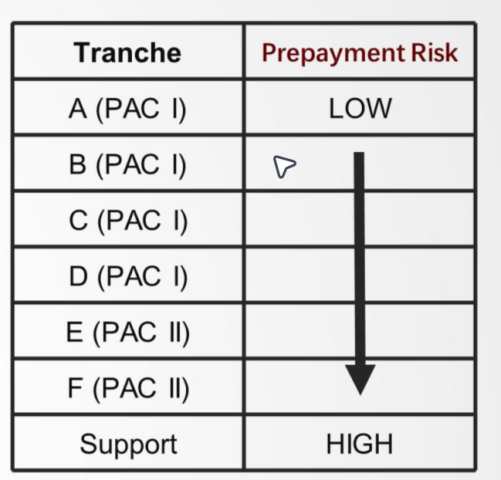 Tranche Prepayment Risk
A (PAC I) LOW
B (PAC I)
C (PAC I)
D (PAC I)
E (PAC II)
F (PAC II)
Support HIGH